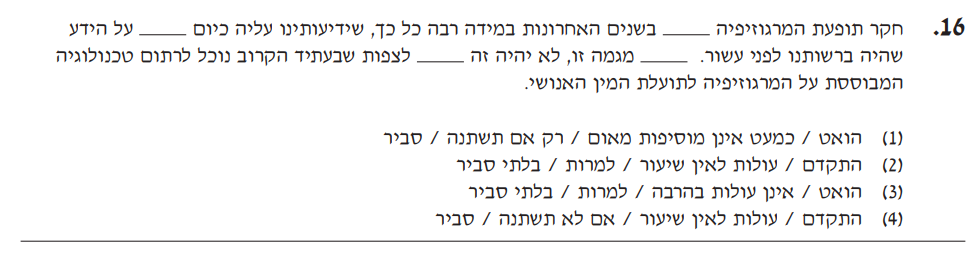 16. חקר תופעת המרגוזיפיה _____ בשנים האחרונות במידה רבה כל כך, שידיעותינו עליה כיום _____ על הידע
שהיה ברשותנו לפני עשור. _____ מגמה זו, לא יהיה זה _____ לצפות שבעתיד הקרוב נוכל לרתום טכנולוגיה
המבוססת על המרגוזיפיה לתועלת המין האנושי.
(1) הואט / כמעט אינן מוסיפות מאום / רק אם תשתנה / סביר
(2) התקדם / עולות לאין שיעור / למרות / בלתי סביר
(3) הואט / אינן עולות בהרבה / למרות / בלתי סביר
(4) התקדם / עולות לאין שיעור / אם לא תשתנה / סביר